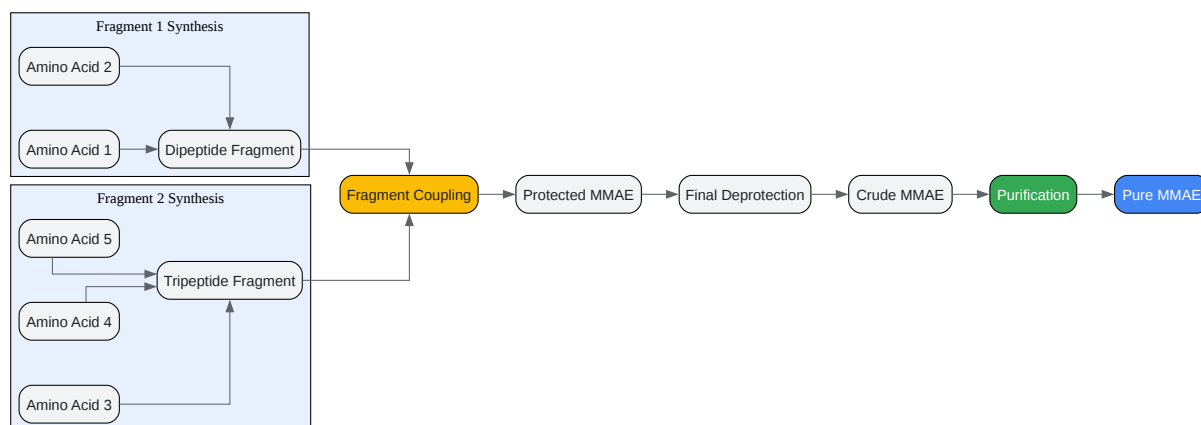 Fragment 1 Synthesis
Amino Acid 2
Amino Acid 1
Dipeptide Fragment
Fragment 2 Synthesis
Amino Acid 5
Amino Acid 4
Tripeptide Fragment
Amino Acid 3
Fragment Coupling
Protected MMAE
Final Deprotection
Crude MMAE
Purification
Pure MMAE